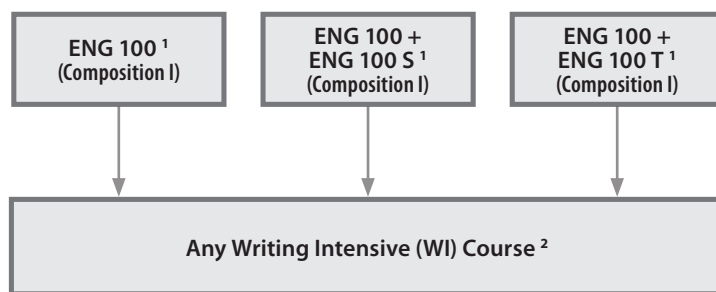 ENG 100 ¹
(Composition I)
ENG 100 +
ENG 100 S ¹
(Composition I)
ENG 100 +
ENG 100 T ¹
(Composition I)
Any Writing Intensive (WI) Course ²